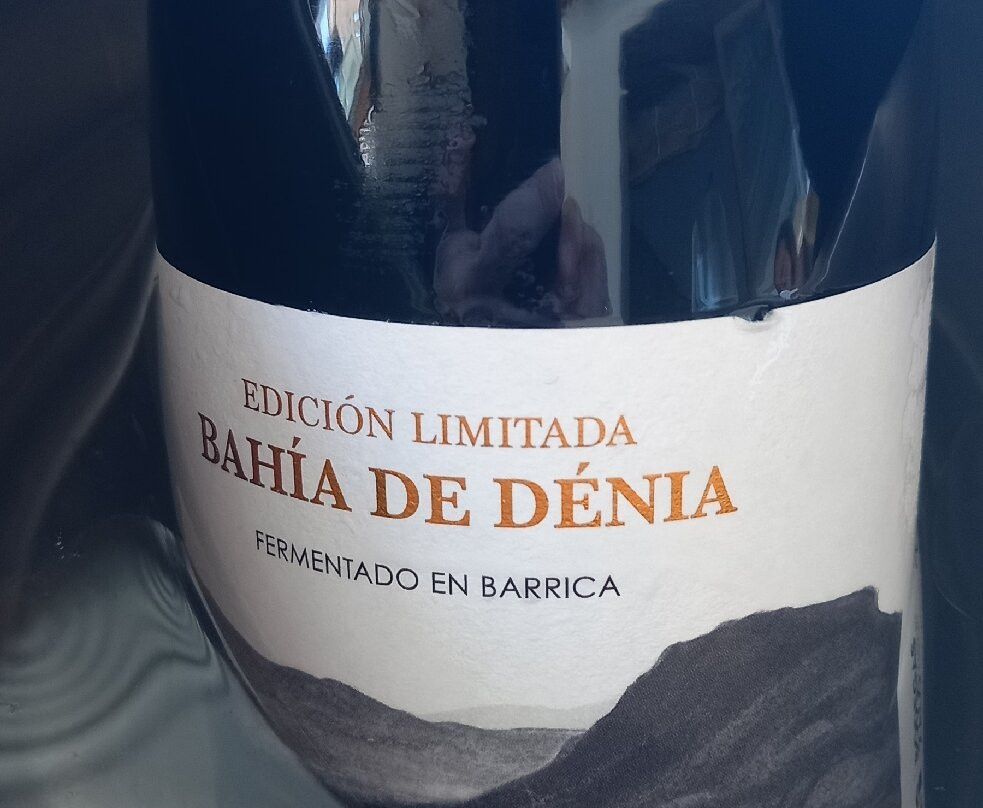 EDICIÓN LIMITADA
BAHÍA DE DÉNIA
FERMENTADO EN BARRICA